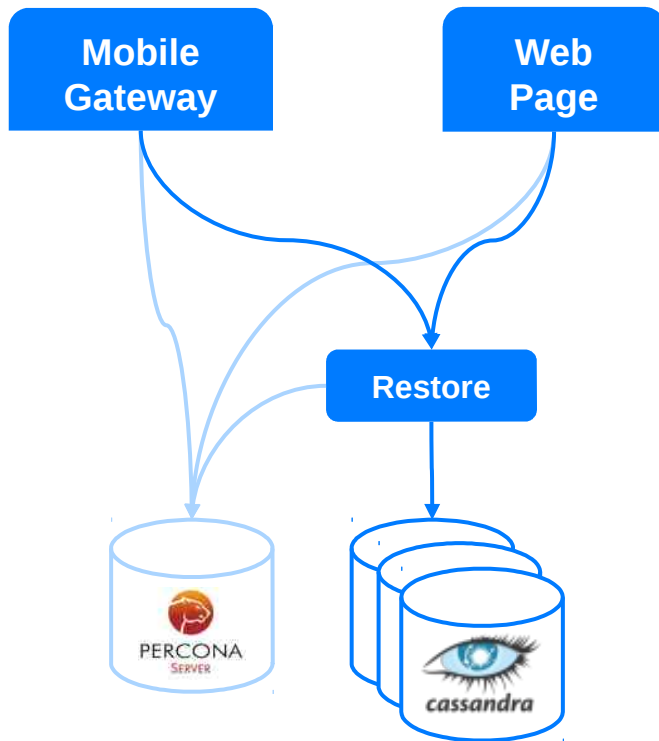 Mobile
Gateway
Web
Page
Restore
PERCONA
SERVER
cassandra